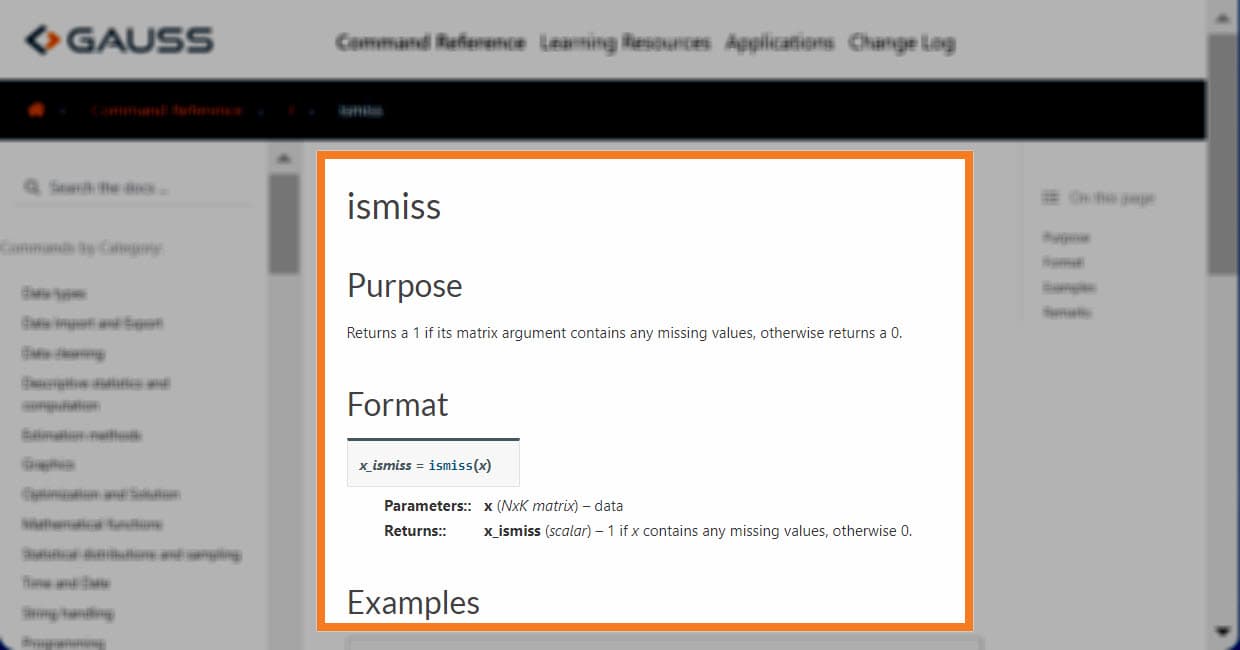 GAUSS
Command Reference Learning Resources Applications Change Log
Command Reference
ismiss
Search the docs ...
Commands by Category:
Data types
Data Import and Export
Data cleaning
Descriptive statistics and
computation
Estimation methods
Graphics
Optimization and Solution
Mathematical functions
Statistical distributions and sampling
Time and Date
String handling
Programming
ismiss
Purpose
Returns a 1 if its matrix argument contains any missing values, otherwise returns a 0.
Format
x_ismiss = ismiss(x)
Parameters:: x (NxK matrix) – data
Returns:: x_ismiss (scalar) – 1 if x contains any missing values, otherwise 0.
Examples
On this page
Purpose
Format
Examples
Remarks